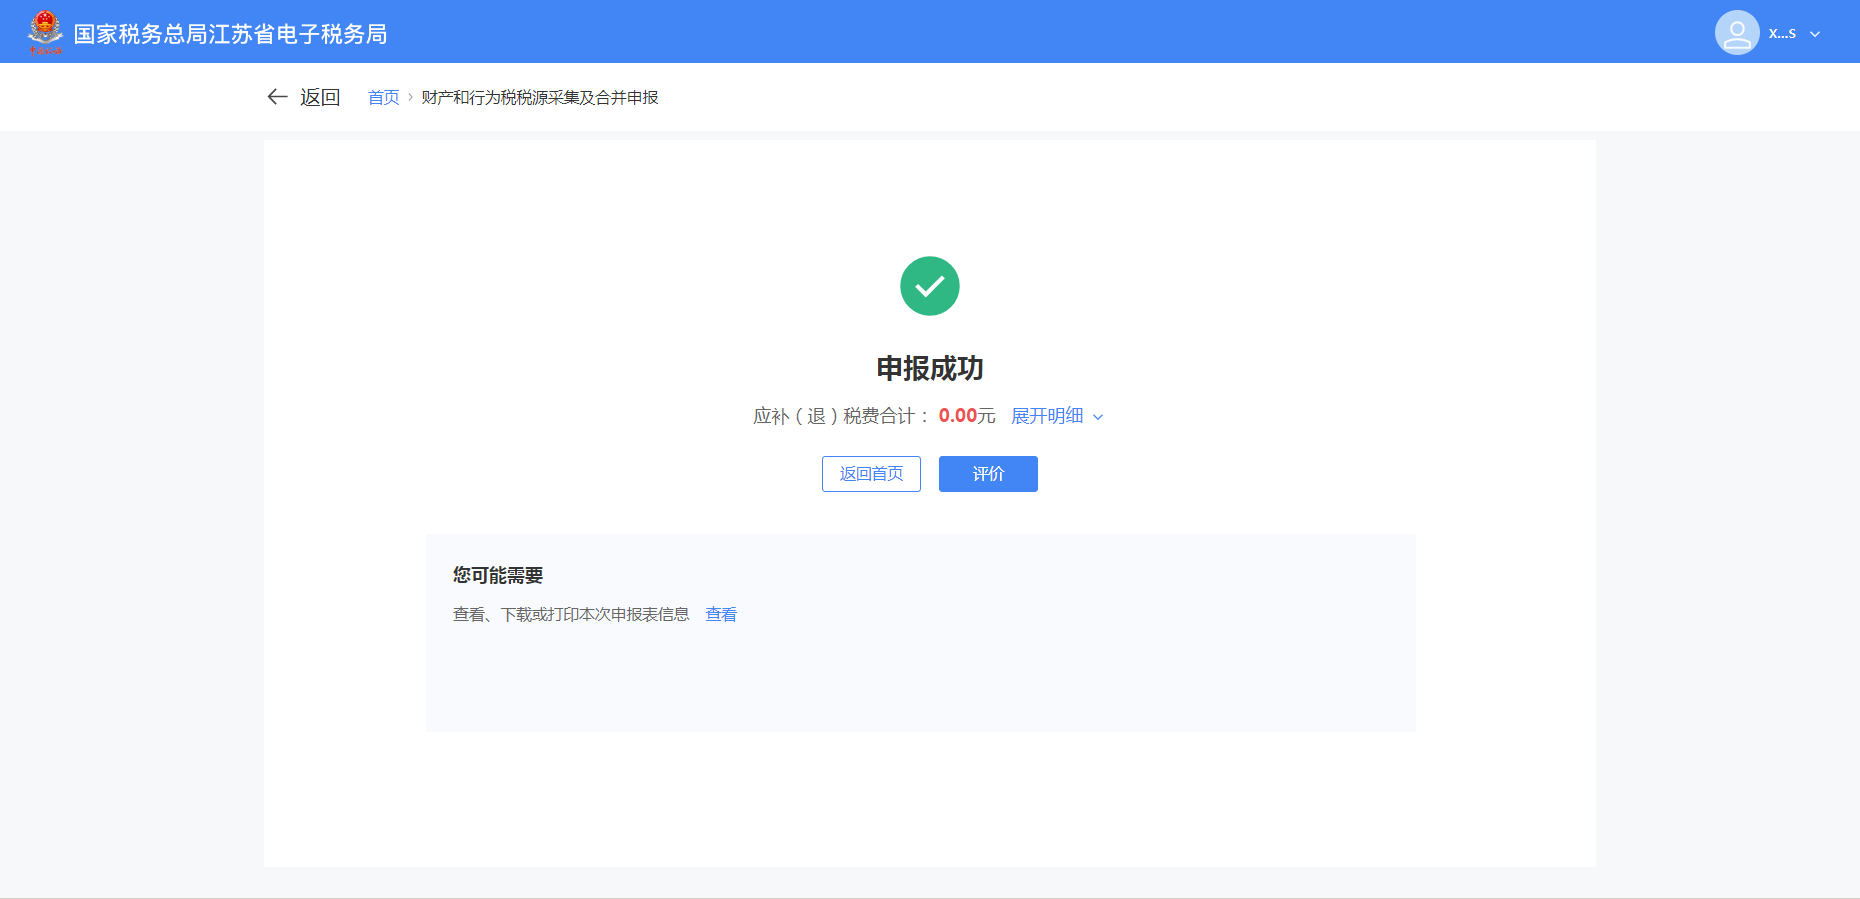 国家税务总局江苏省电子税务局
x...s
返回 首页 > 财产和行为税税源采集及合并申报
申报成功
应补（退）税费合计： 0.00元 展开明细
返回首页 评价
您可能需要
查看、下载或打印本次申报表信息 查看